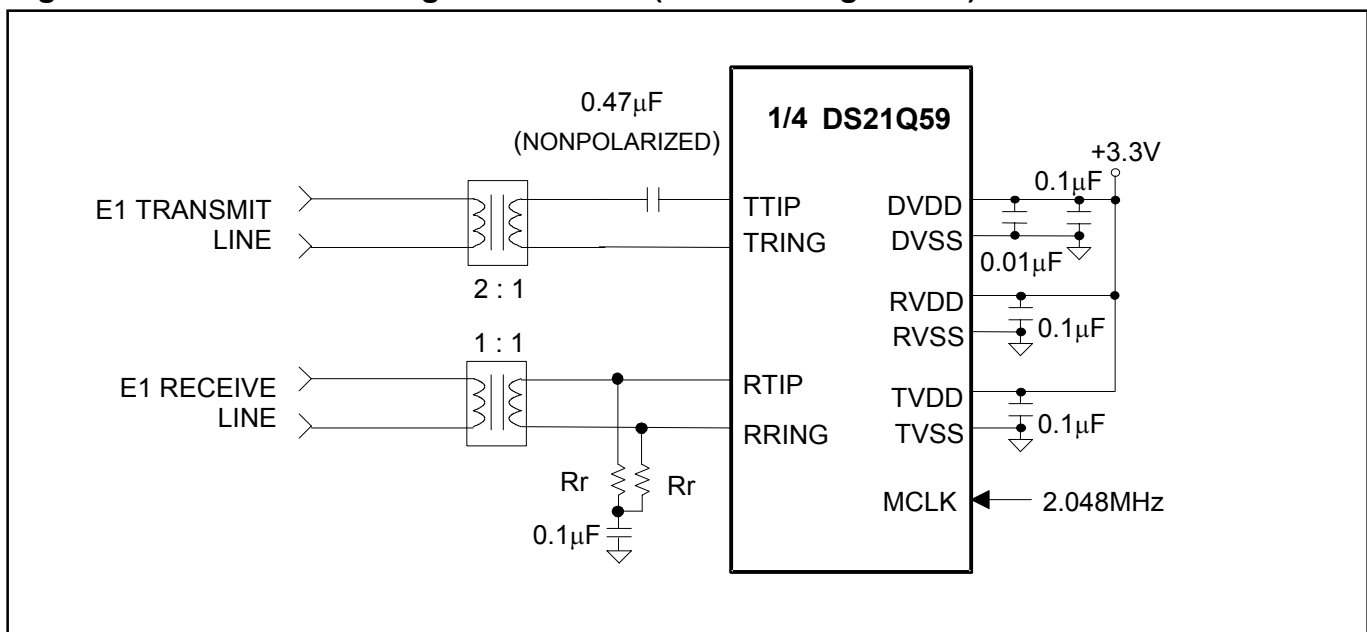 0.47µF
(NONPOLARIZED)
1/4 DS21Q59
+3.3V
0.1µF
E1 TRANSMIT
LINE
2 : 1
TTIP
TRING
DVDD
DVSS
0.01µF
RVDD
RVSS
0.1µF
1 : 1
E1 RECEIVE
LINE
RTIP
RRING
TVDD
TVSS
0.1µF
Rr
Rr
0.1µF
MCLK
2.048MHz